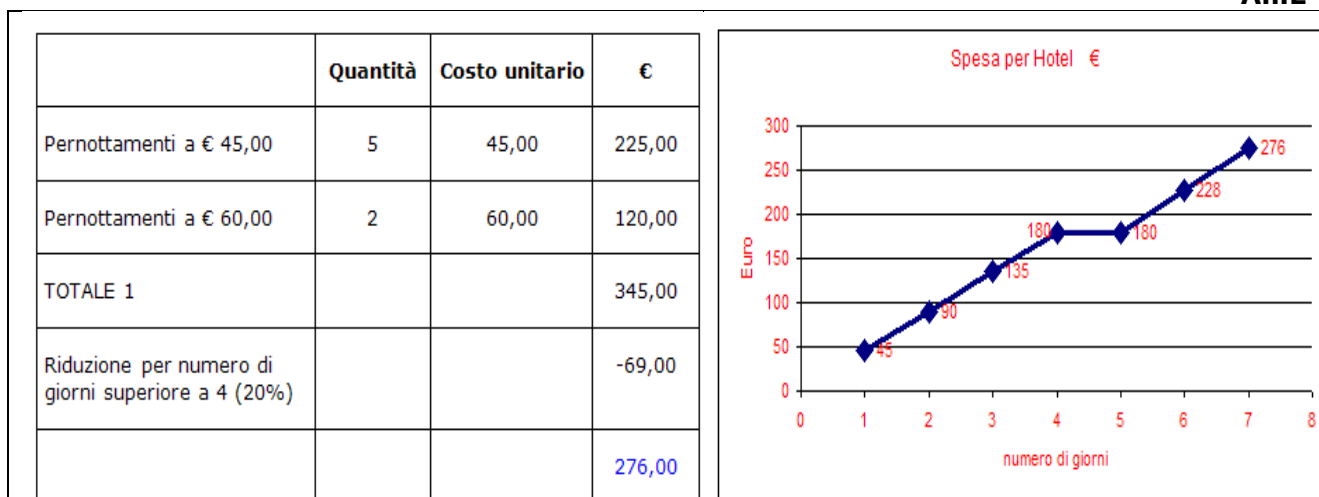 Quantità Costo unitario €
Pernottamenti a € 45,00 5 45,00 225,00
Pernottamenti a € 60,00 2 60,00 120,00
TOTALE 1 345,00
Riduzione per numero di
giorni superiore a 4 (20%) -69,00
276,00
Spesa per Hotel €
300
250
200
150
100
50
0
Euro
45
90
135
180
180
228
276
0 1 2 3 4 5 6 7 8
numero di giorni